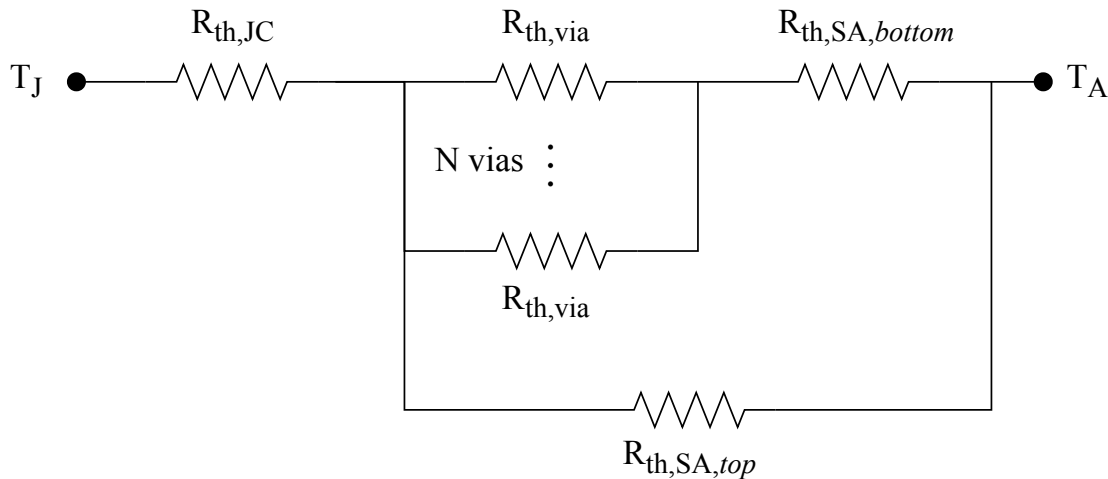 R_th,JC
R_th,via
R_th,SA,bottom
T_J
T_A
N vias ⋮
R_th,via
R_th,SA,top